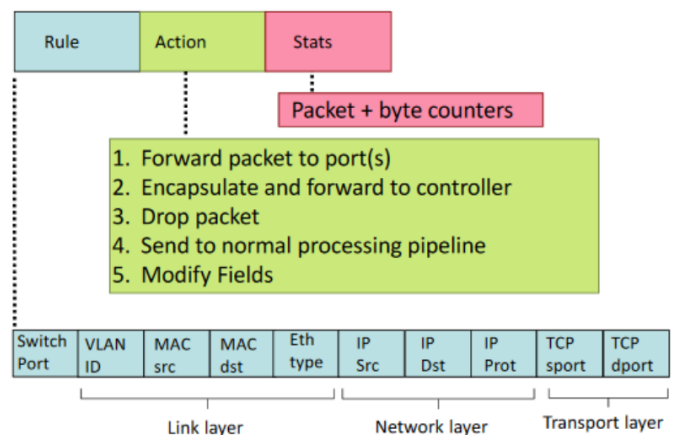 Rule Action Stats
Packet + byte counters
1. Forward packet to port(s)
2. Encapsulate and forward to controller
3. Drop packet
4. Send to normal processing pipeline
5. Modify Fields
Switch Port
VLAN ID
MAC src
MAC dst
Eth type
IP Src
IP Dst
IP Prot
TCP sport
TCP dport
Link layer
Network layer
Transport layer